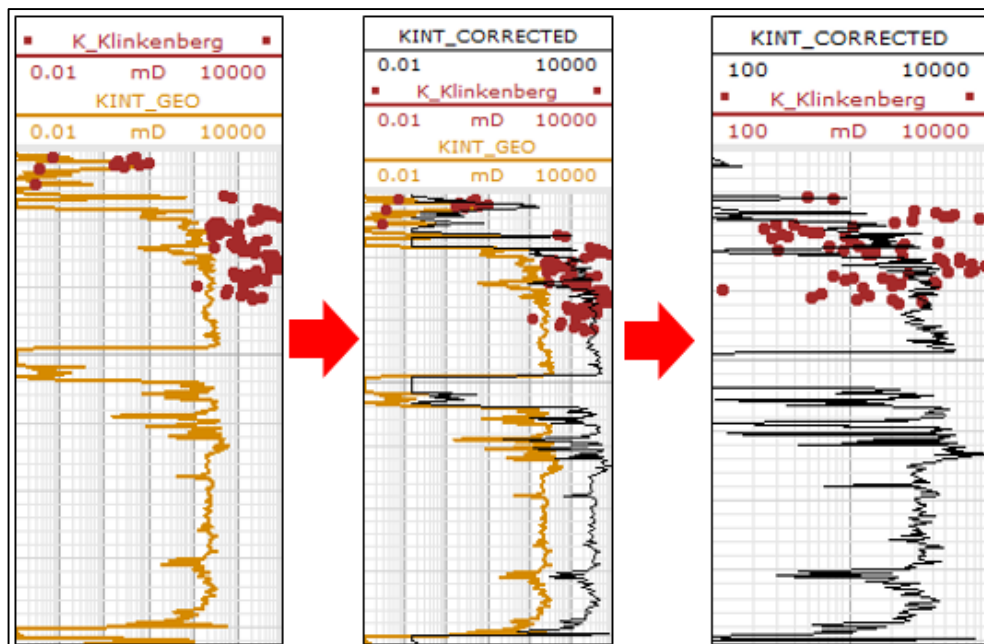 K_Klinkenberg
0.01 mD 10000
KINT_GEO
0.01 mD 10000
KINT_CORRECTED
0.01 10000
K_Klinkenberg
0.01 mD 10000
KINT_GEO
0.01 mD 10000
KINT_CORRECTED
100 10000
K_Klinkenberg
100 mD 10000